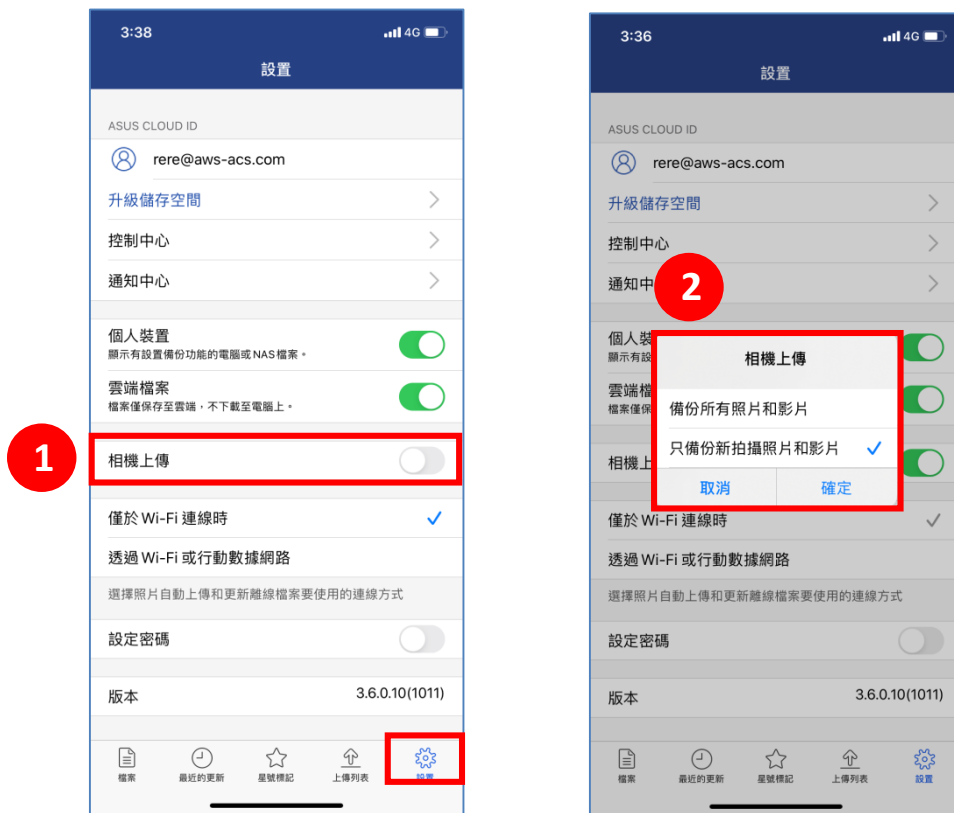 3:38
4G
設置
ASUS CLOUD ID
rere@aws-acs.com
升級儲存空間
控制中心
通知中心
個人裝置
顯示有設置備份功能的電腦或NAS檔案。
雲端檔案
檔案僅保存至雲端，不下載至電腦上。
1
相機上傳
僅於 Wi-Fi 連線時
透過 Wi-Fi 或行動數據網路
選擇照片自動上傳和更新離線檔案要使用的連線方式
設定密碼
版本 3.6.0.10(1011)
檔案 最近的更新 星號標記 上傳列表 設置
3:36
4G
設置
ASUS CLOUD ID
rere@aws-acs.com
升級儲存空間
控制中心
通知中
2
個人裝
顯示有設
雲端檔
檔案僅保
相機上傳
備份所有照片和影片
只備份新拍攝照片和影片
取消 確定
相機上
僅於 Wi-Fi 連線時
透過 Wi-Fi 或行動數據網路
選擇照片自動上傳和更新離線檔案要使用的連線方式
設定密碼
版本 3.6.0.10(1011)
檔案 最近的更新 星號標記 上傳列表 設置